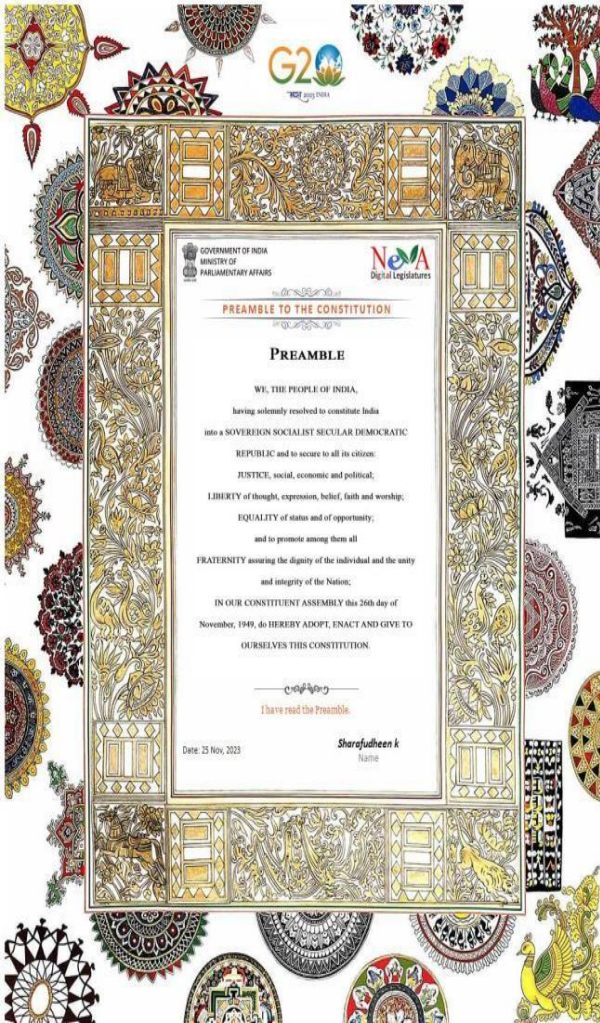 G20
भारत 2023 INDIA
GOVERNMENT OF INDIA
MINISTRY OF
PARLIAMENTARY AFFAIRS
NeVA
Digital Legislatures
PREAMBLE TO THE CONSTITUTION
PREAMBLE
WE, THE PEOPLE OF INDIA,
having solemnly resolved to constitute India
into a SOVEREIGN SOCIALIST SECULAR DEMOCRATIC
REPUBLIC and to secure to all its citizen:
JUSTICE, social, economic and political;
LIBERTY of thought, expression, belief, faith and worship;
EQUALITY of status and of opportunity;
and to promote among them all
FRATERNITY assuring the dignity of the individual and the unity
and integrity of the Nation;
IN OUR CONSTITUENT ASSEMBLY this 26th day of
November, 1949, do HEREBY ADOPT, ENACT AND GIVE TO
OURSELVES THIS CONSTITUTION.
I have read the Preamble.
Date: 25 Nov, 2023
Sharafudheen k
Name